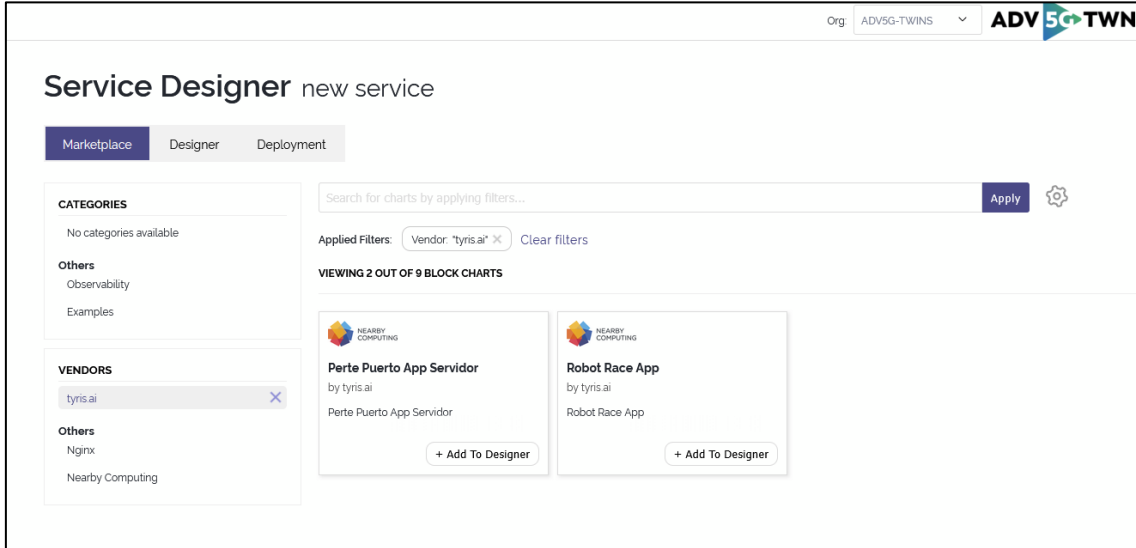 Org: ADV5G-TWINS
ADV 5G TWN
Service Designer new service
Marketplace Designer Deployment
CATEGORIES
No categories available
Others
Observability
Examples
VENDORS
tyris.ai
Others
Nginx
Nearby Computing
Search for charts by applying filters...
Apply
Applied Filters: Vendor: "tyris.ai" Clear filters
VIEWING 2 OUT OF 9 BLOCK CHARTS
NEARBY
COMPUTING
Perte Puerto App Servidor
by tyris.ai
Perte Puerto App Servidor
+ Add To Designer
NEARBY
COMPUTING
Robot Race App
by tyris.ai
Robot Race App
+ Add To Designer